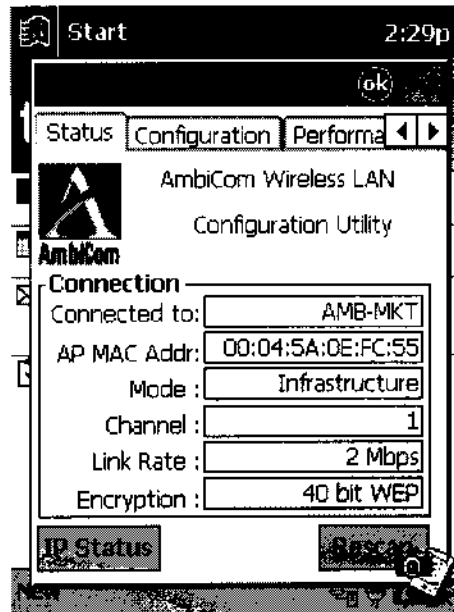 Start 2:29p
ok
Status Configuration Performa
AmbiCom Wireless LAN
Configuration Utility
AmbiCom
Connection
Connected to: AMB-MKT
AP MAC Addr: 00:04:5A:0E:FC:55
Mode : Infrastructure
Channel : 1
Link Rate : 2 Mbps
Encryption : 40 bit WEP
IP Status Rescan
New